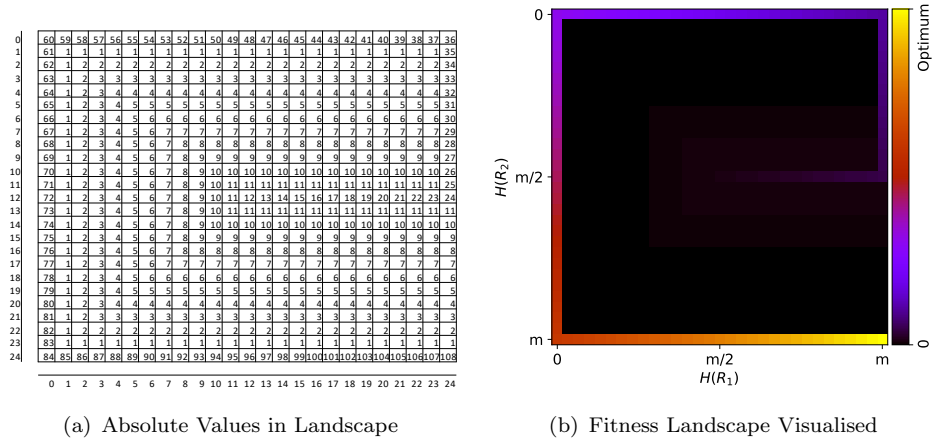 0 60 59 58 57 56 55 54 53 52 51 50 49 48 47 46 45 44 43 42 41 40 39 38 37 36
1 61 1 1 1 1 1 1 1 1 1 1 1 1 1 1 1 1 1 1 1 1 1 1 1 35
2 62 1 2 2 2 2 2 2 2 2 2 2 2 2 2 2 2 2 2 2 2 2 2 2 34
3 63 1 2 3 3 3 3 3 3 3 3 3 3 3 3 3 3 3 3 3 3 3 3 3 33
4 64 1 2 3 4 4 4 4 4 4 4 4 4 4 4 4 4 4 4 4 4 4 4 4 32
5 65 1 2 3 4 5 5 5 5 5 5 5 5 5 5 5 5 5 5 5 5 5 5 5 31
6 66 1 2 3 4 5 6 6 6 6 6 6 6 6 6 6 6 6 6 6 6 6 6 6 30
7 67 1 2 3 4 5 6 7 7 7 7 7 7 7 7 7 7 7 7 7 7 7 7 7 29
8 68 1 2 3 4 5 6 7 8 8 8 8 8 8 8 8 8 8 8 8 8 8 8 8 28
9 69 1 2 3 4 5 6 7 8 9 9 9 9 9 9 9 9 9 9 9 9 9 9 9 27
10 70 1 2 3 4 5 6 7 8 9 10 10 10 10 10 10 10 10 10 10 10 10 10 10 26
11 71 1 2 3 4 5 6 7 8 9 10 11 11 11 11 11 11 11 11 11 11 11 11 11 25
12 72 1 2 3 4 5 6 7 8 9 10 11 12 13 14 15 16 17 18 19 20 21 22 23 24
13 73 1 2 3 4 5 6 7 8 9 10 11 11 11 11 11 11 11 11 11 11 11 11 11 11
14 74 1 2 3 4 5 6 7 8 9 10 10 10 10 10 10 10 10 10 10 10 10 10 10 10
15 75 1 2 3 4 5 6 7 8 9 9 9 9 9 9 9 9 9 9 9 9 9 9 9 9
16 76 1 2 3 4 5 6 7 8 8 8 8 8 8 8 8 8 8 8 8 8 8 8 8 8
17 77 1 2 3 4 5 6 7 7 7 7 7 7 7 7 7 7 7 7 7 7 7 7 7 7
18 78 1 2 3 4 5 6 6 6 6 6 6 6 6 6 6 6 6 6 6 6 6 6 6 6
19 79 1 2 3 4 5 5 5 5 5 5 5 5 5 5 5 5 5 5 5 5 5 5 5 5
20 80 1 2 3 4 4 4 4 4 4 4 4 4 4 4 4 4 4 4 4 4 4 4 4 4
21 81 1 2 3 3 3 3 3 3 3 3 3 3 3 3 3 3 3 3 3 3 3 3 3 3
22 82 1 2 2 2 2 2 2 2 2 2 2 2 2 2 2 2 2 2 2 2 2 2 2 2
23 83 1 1 1 1 1 1 1 1 1 1 1 1 1 1 1 1 1 1 1 1 1 1 1 1
24 84 85 86 87 88 89 90 91 92 93 94 95 96 97 98 99 100 101 102 103 104 105 106 107 108
0 1 2 3 4 5 6 7 8 9 10 11 12 13 14 15 16 17 18 19 20 21 22 23 24
(a) Absolute Values in Landscape
0
m/2
m
H(R2)
0 m/2 m
H(R1)
Optimum
0
(b) Fitness Landscape Visualised